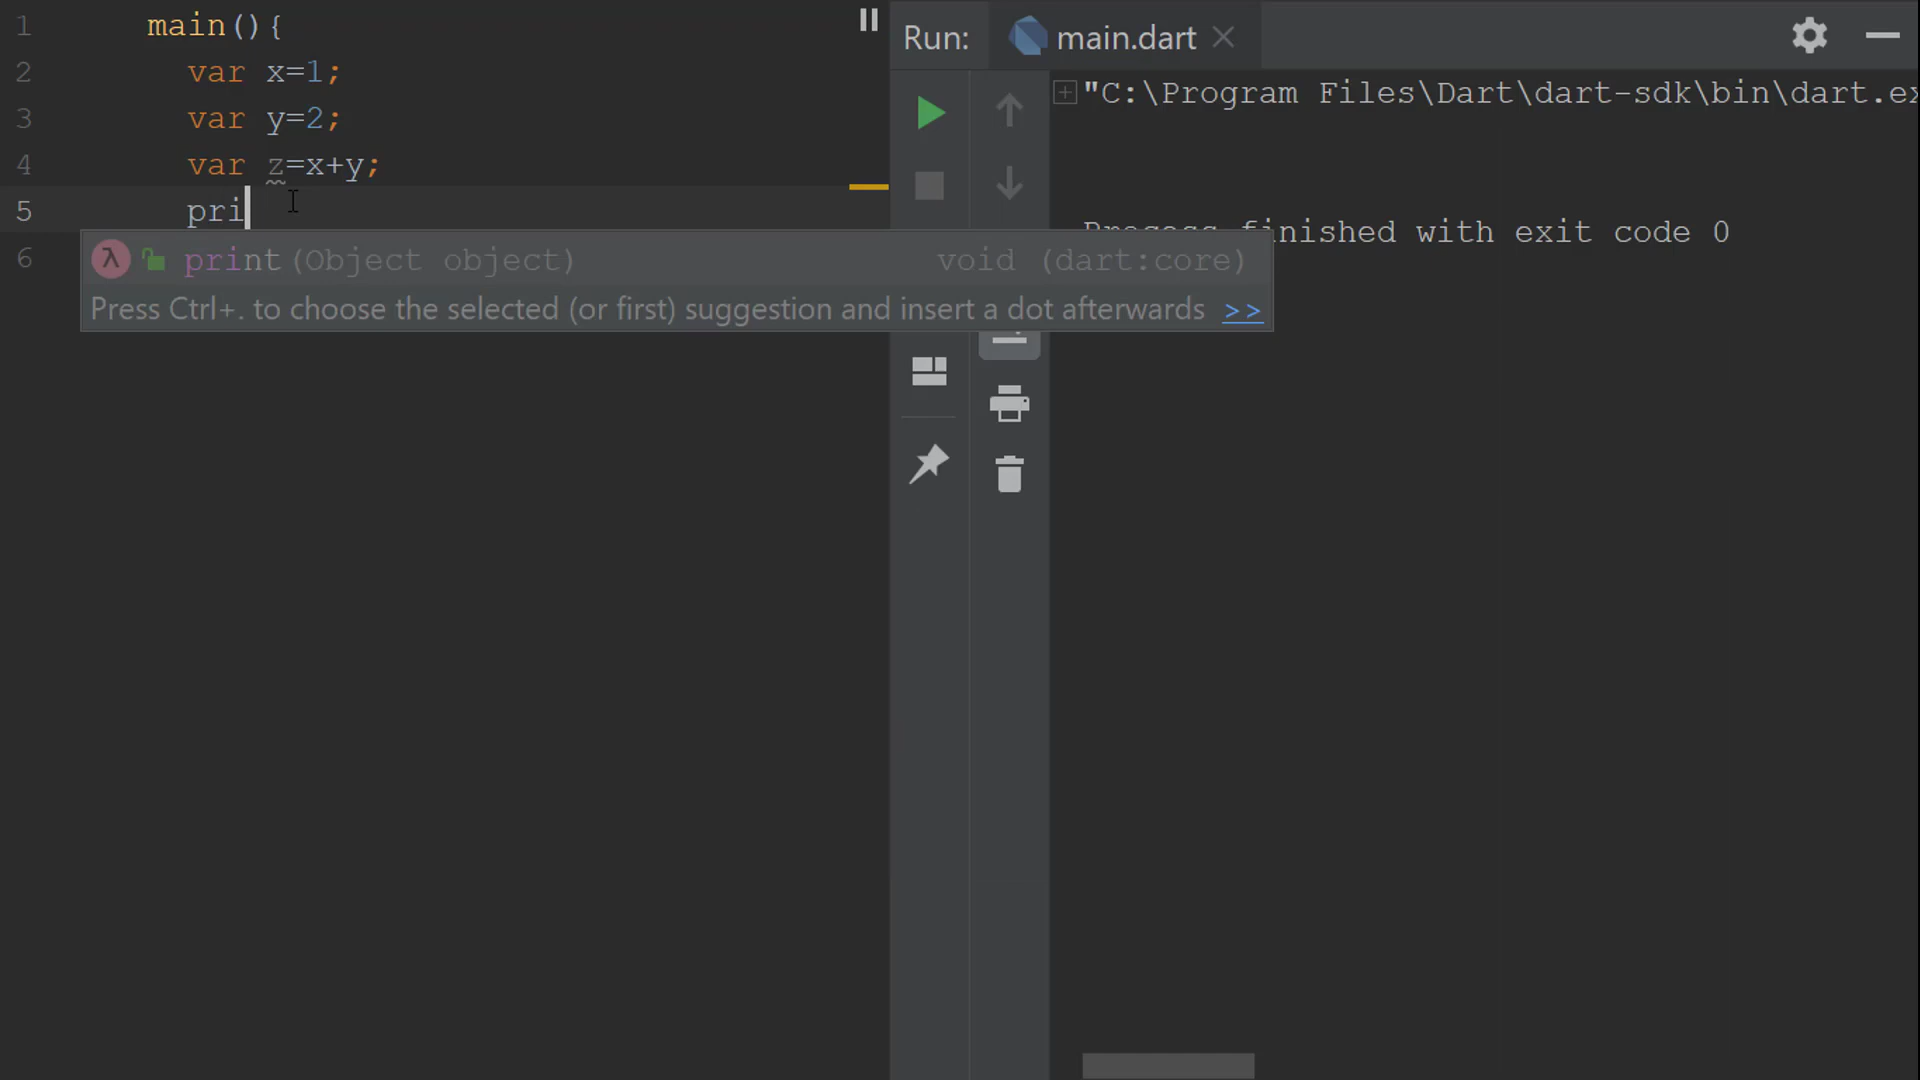 1 main(){
2 var x=1;
3 var y=2;
4 var z=x+y;
5 pri
6
print(Object object) void (dart:core)
Press Ctrl+. to choose the selected (or first) suggestion and insert a dot afterwards >>
Run: main.dart
"C:\Program Files\Dart\dart-sdk\bin\dart.ex
Process finished with exit code 0